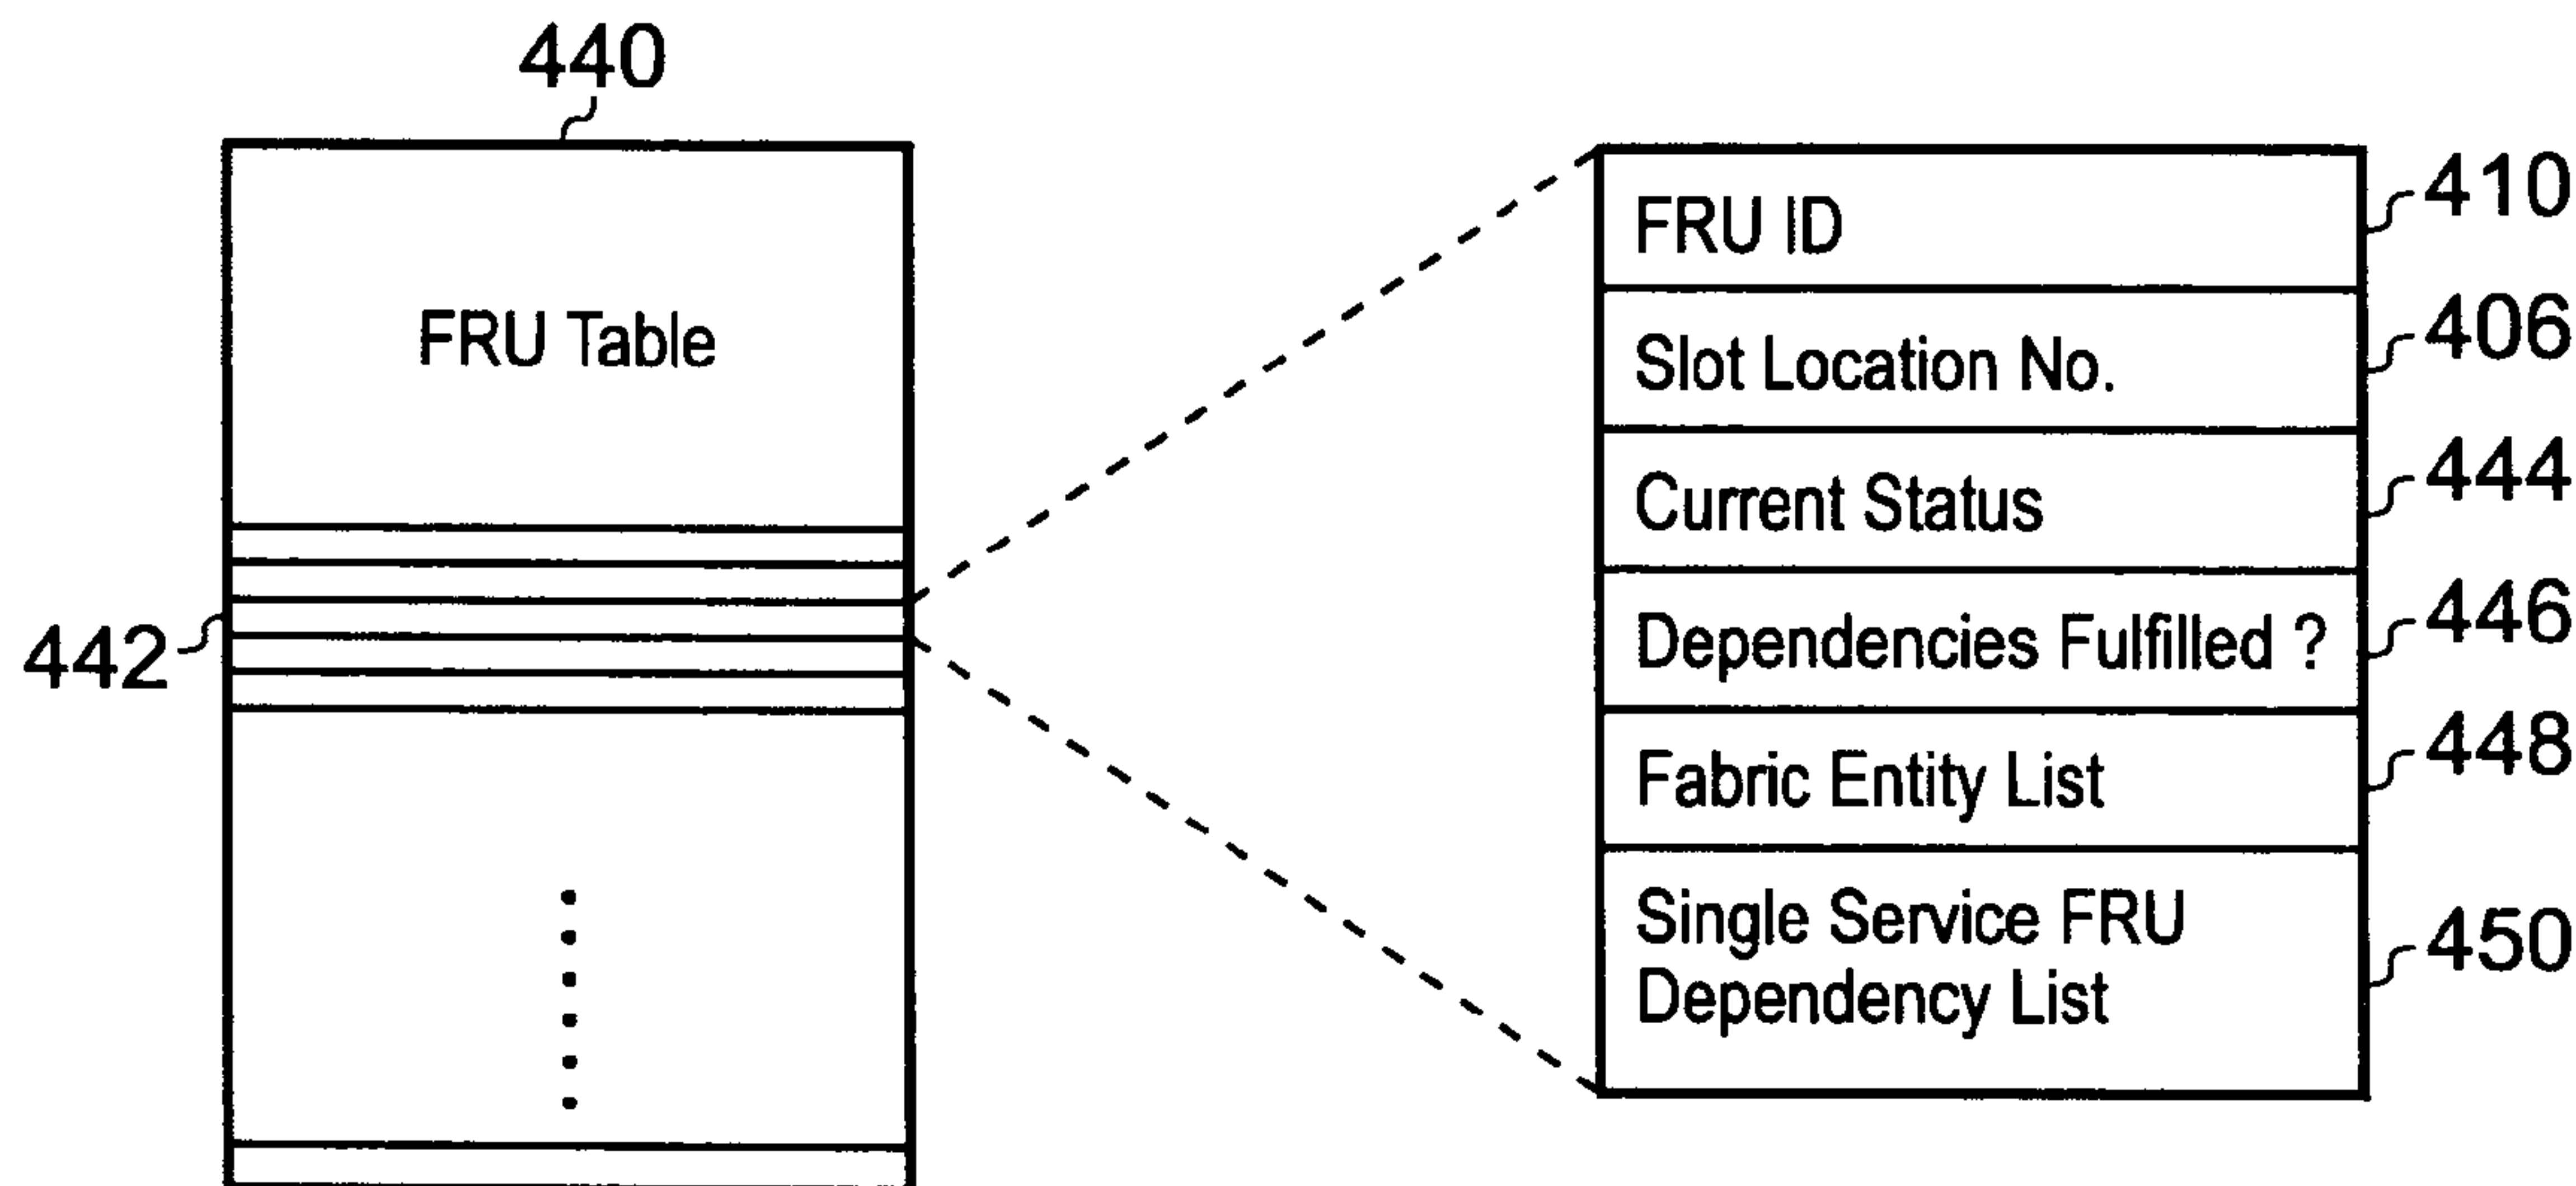 440
FRU Table
442
FRU ID
410
Slot Location No.
406
Current Status
444
Dependencies Fulfilled ?
446
Fabric Entity List
448
Single Service FRU
Dependency List
450